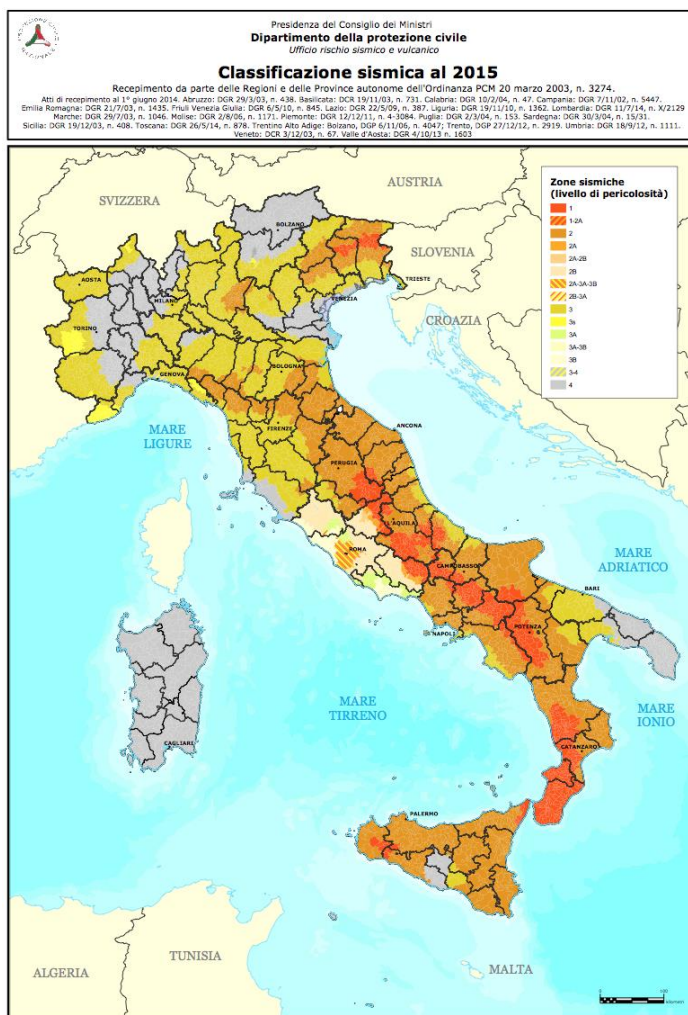 Presidenza del Consiglio dei Ministri
Dipartimento della protezione civile
Ufficio rischio sismico e vulcanico
Classificazione sismica al 2015
Recepimento da parte delle Regioni e delle Province autonome dell'Ordinanza PCM 20 marzo 2003, n. 3274.
Atti di recepimento al 1° giugno 2014. Abruzzo: DGR 29/3/03, n. 438. Basilicata: DCR 19/11/03, n. 731. Calabria: DGR 10/2/04, n. 47. Campania: DGR 7/11/02, n. 5447.
Emilia Romagna: DGR 21/7/03, n. 1435. Friuli Venezia Giulia: DGR 6/5/10, n. 845. Lazio: DGR 22/5/09, n. 387. Liguria: DGR 19/11/10, n. 1362. Lombardia: DGR 11/7/14, n. X/2129
Marche: DGR 29/7/03, n. 1046. Molise: DGR 2/8/06, n. 1171. Piemonte: DGR 12/12/11, n. 4-3084. Puglia: DGR 2/3/04, n. 153. Sardegna: DGR 30/3/04, n. 15/31.
Sicilia: DGR 19/12/03, n. 408. Toscana: DGR 26/5/14, n. 878. Trentino Alto Adige: Bolzano, DGP 6/11/06, n. 4047; Trento, DGP 27/12/12, n. 2919. Umbria: DGR 18/9/12, n. 1111.
Veneto: DCR 3/12/03, n. 67. Valle d'Aosta: DGR 4/10/13 n. 1603
Zone sismiche
(livello di pericolosità)
1
1-2A
2
2A
2A-2B
2B
2A-3A-3B
2B-3A
3
3s
3A
3A-3B
3B
3-4
4
AUSTRIA
SVIZZERA
BOLZANO
SLOVENIA
AOSTA
TRIESTE
MILANO
VENEZIA
CROAZIA
TORINO
BOLOGNA
GENOVA
FIRENZE
ANCONA
MARE
LIGURE
PERUGIA
L'AQUILA
ROMA
CAMPOBASSO
MARE
ADRIATICO
BARI
NAPOLI
POTENZA
MARE
TIRRENO
MARE
IONIO
CAGLIARI
CATANZARO
PALERMO
TUNISIA
ALGERIA
MALTA